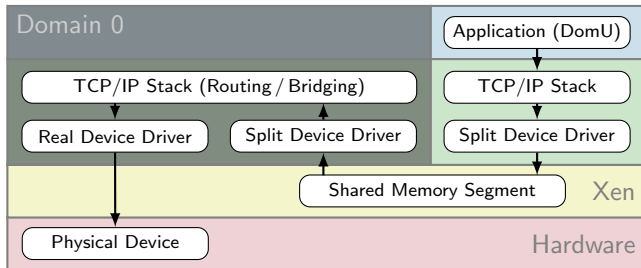 Domain 0
Application (DomU)
TCP/IP Stack (Routing / Bridging)
TCP/IP Stack
Real Device Driver
Split Device Driver
Split Device Driver
Shared Memory Segment
Xen
Physical Device
Hardware